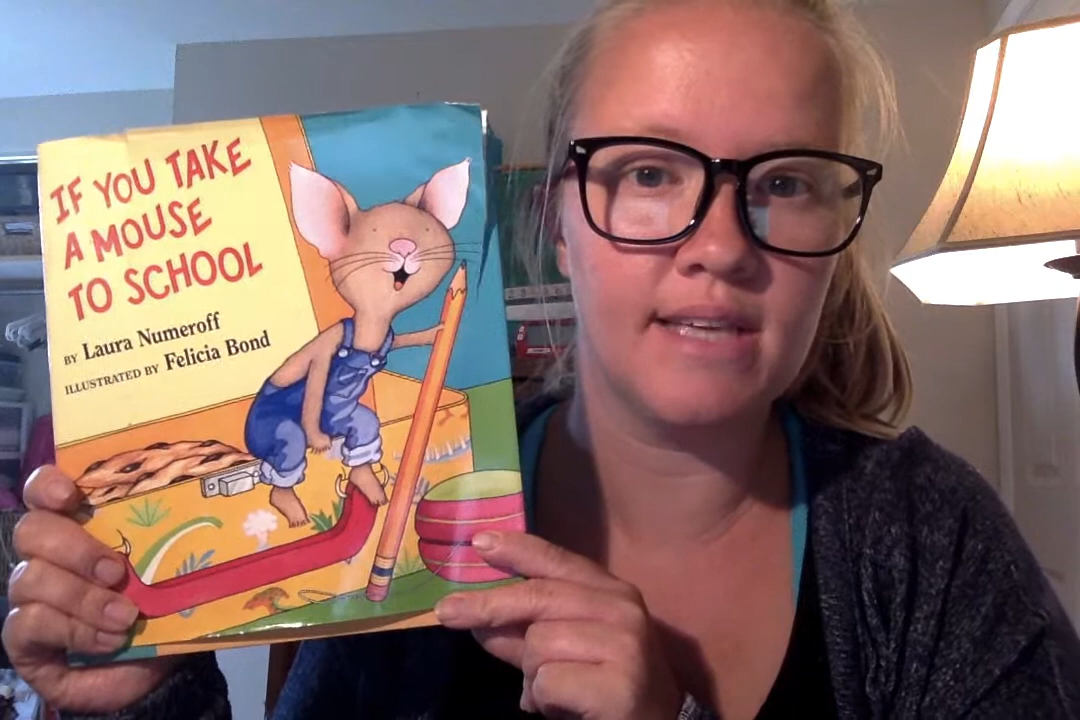 IF YOU TAKE
A MOUSE
TO SCHOOL
BY Laura Numeroff
ILLUSTRATED BY Felicia Bond